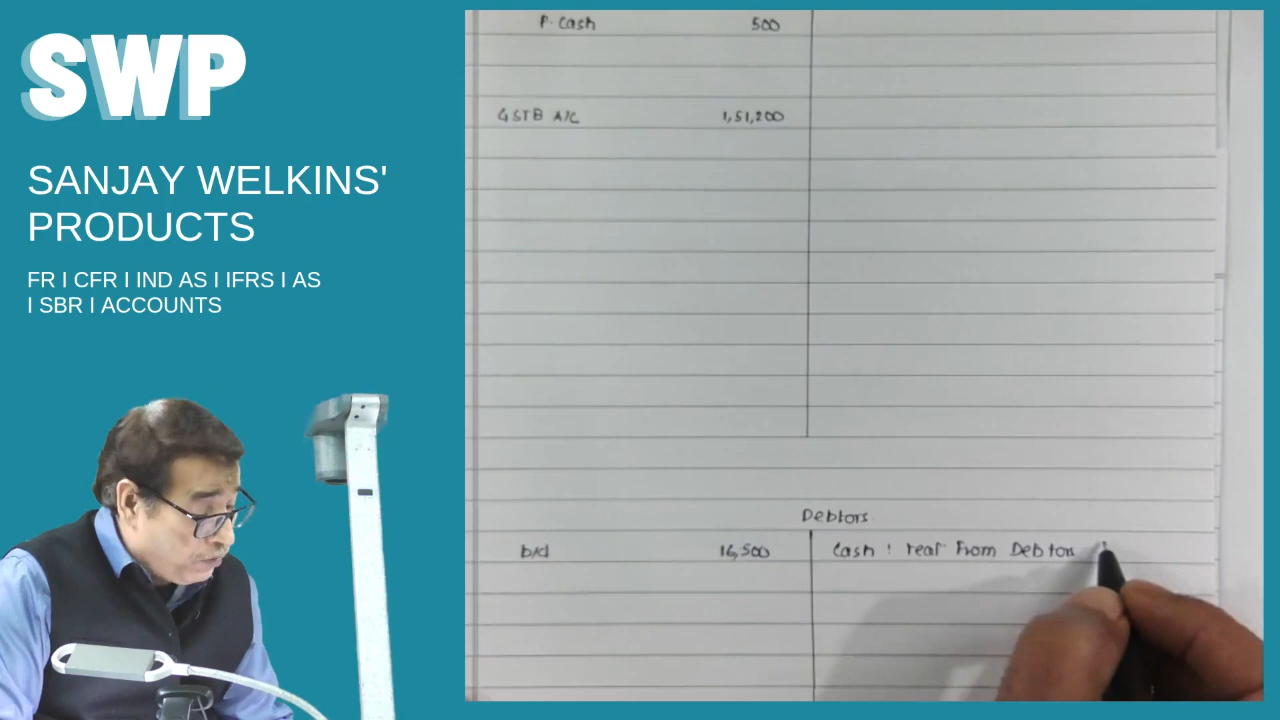 SWP
SANJAY WELKINS'
PRODUCTS
FR I CFR I IND AS I IFRS I AS
I SBR I ACCOUNTS
P. Cash 500
GSTB A/C 1,51,200
Debtors
b/d 16,500 Cash : recd From Debtors